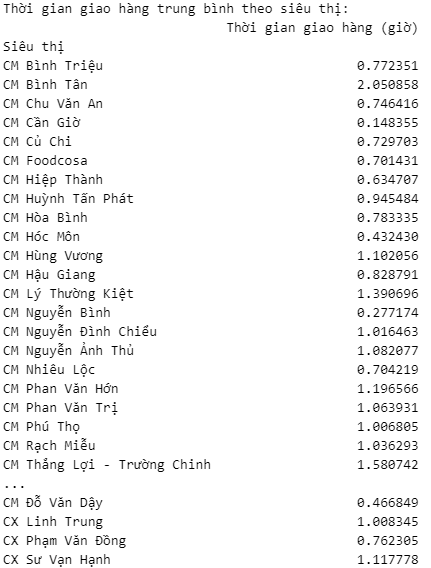 Thời gian giao hàng trung bình theo siêu thị:
Thời gian giao hàng (giờ)
Siêu thị
CM Bình Triệu 0.772351
CM Bình Tân 2.050858
CM Chu Văn An 0.746416
CM Cần Giờ 0.148355
CM Củ Chi 0.729703
CM Foodcosa 0.701431
CM Hiệp Thành 0.634707
CM Huỳnh Tấn Phát 0.945484
CM Hòa Bình 0.783335
CM Hóc Môn 0.432430
CM Hùng Vương 1.102056
CM Hậu Giang 0.828791
CM Lý Thường Kiệt 1.390696
CM Nguyễn Bình 0.277174
CM Nguyễn Đình Chiểu 1.016463
CM Nguyễn Ảnh Thủ 1.082077
CM Nhiêu Lộc 0.704219
CM Phan Văn Hớn 1.196566
CM Phan Văn Trị 1.063931
CM Phú Thọ 1.006805
CM Rạch Miễu 1.036293
CM Thắng Lợi - Trường Chinh 1.580742
...
CM Đỗ Văn Dậy 0.466849
CX Linh Trung 1.008345
CX Phạm Văn Đồng 0.762305
CX Sư Vạn Hạnh 1.117778